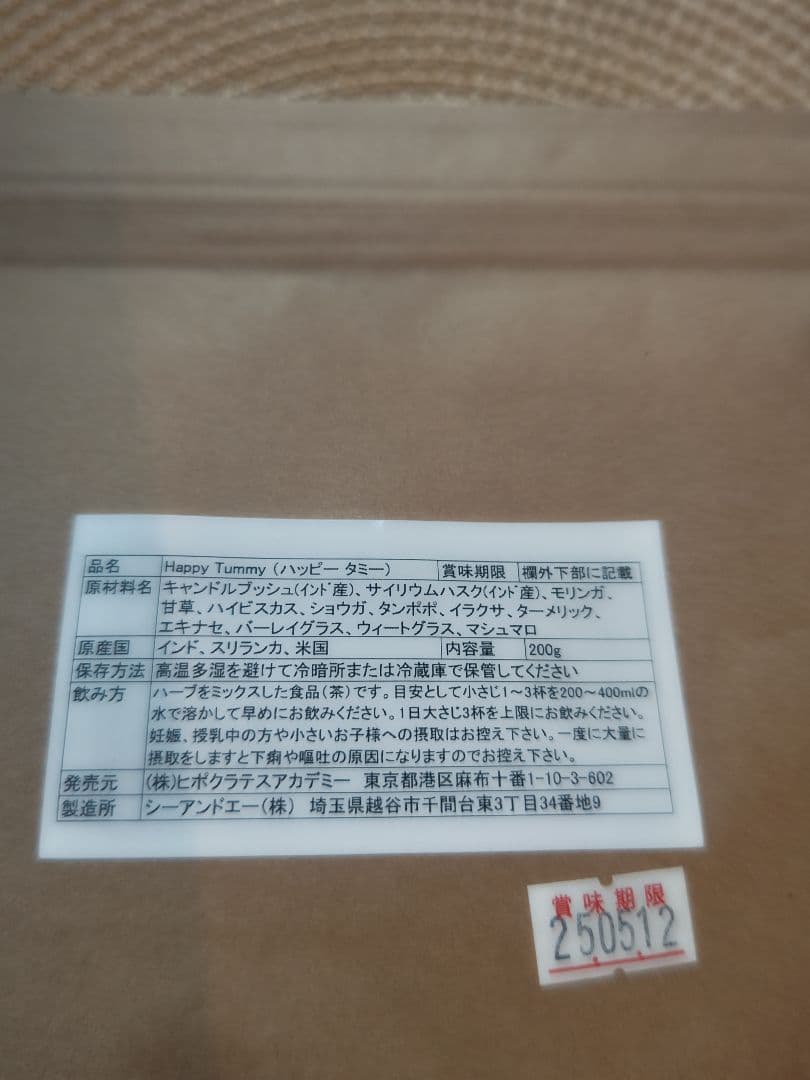 品名 Happy Tummy（ハッピー タミー） 賞味期限 欄外下部に記載
原材料名 キャンドルブッシュ(ｲﾝﾄﾞ産)、サイリウムハスク(ｲﾝﾄﾞ産)、モリンガ、
甘草、ハイビスカス、ショウガ、タンポポ、イラクサ、ターメリック、
エキナセ、バーレイグラス、ウィートグラス、マシュマロ
原産国 インド、スリランカ、米国 内容量 200g
保存方法 高温多湿を避けて冷暗所または冷蔵庫で保管してください
飲み方 ハーブをミックスした食品（茶）です。目安として小さじ1～3杯を200～400mlの
水で溶かして早めにお飲みください。1日大さじ3杯を上限にお飲みください。
妊娠、授乳中の方や小さいお子様への摂取はお控え下さい。一度に大量に
摂取をしますと下痢や嘔吐の原因になりますのでお控え下さい。
発売元 (株)ヒポクラテスアカデミー 東京都港区麻布十番1-10-3-602
製造所 シーアンドエー(株) 埼玉県越谷市千間台東3丁目34番地9
賞味期限
250512